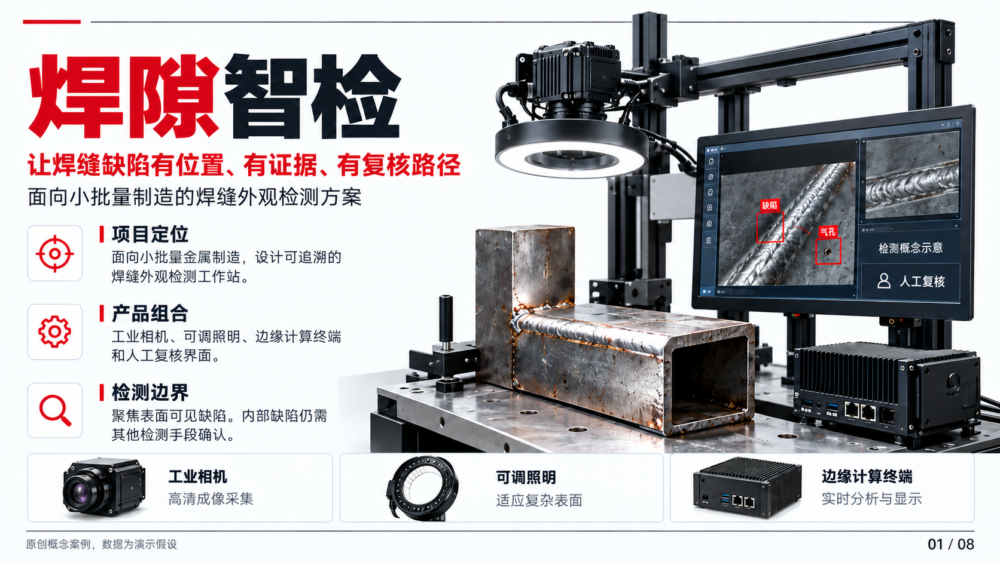 焊隙智检
让焊缝缺陷有位置、有证据、有复核路径
面向小批量制造的焊缝外观检测方案
项目定位
面向小批量金属制造，设计可追溯的
焊缝外观检测工作站。
产品组合
工业相机、可调照明、边缘计算终端
和人工复核界面。
检测边界
聚焦表面可见缺陷。内部缺陷仍需
其他检测手段确认。
缺陷
气孔
检测概念示意
人工复核
工业相机
高清成像采集
可调照明
适应复杂表面
边缘计算终端
实时分析与显示
原创概念案例，数据为演示假设
01 / 08